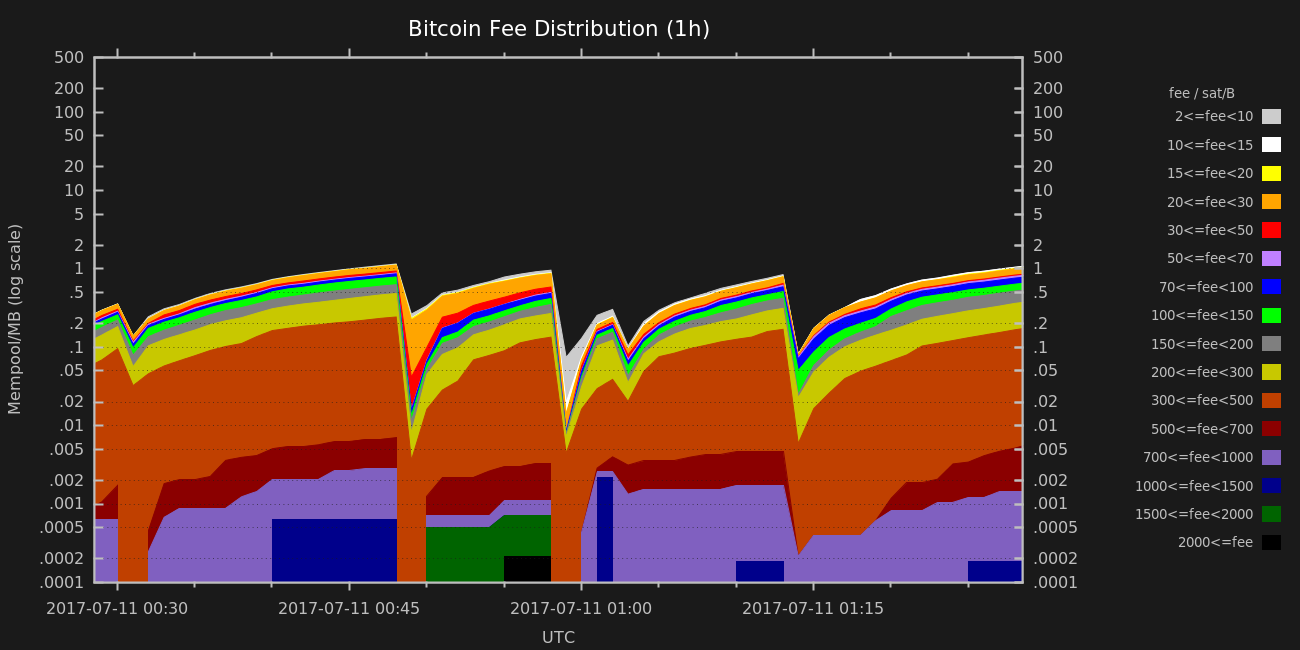 Bitcoin Fee Distribution (1h)
500 500
200 200
100 100
50 50
20 20
10 10
5 5
2 2
1 1
.5 .5
.2 .2
.1 .1
.05 .05
.02 .02
.01 .01
.005 .005
.002 .002
.001 .001
.0005 .0005
.0002 .0002
.0001 .0001
Mempool/MB (log scale)
2017-07-11 00:30 2017-07-11 00:45 2017-07-11 01:00 2017-07-11 01:15
UTC
fee / sat/B
2<=fee<10
10<=fee<15
15<=fee<20
20<=fee<30
30<=fee<50
50<=fee<70
70<=fee<100
100<=fee<150
150<=fee<200
200<=fee<300
300<=fee<500
500<=fee<700
700<=fee<1000
1000<=fee<1500
1500<=fee<2000
2000<=fee